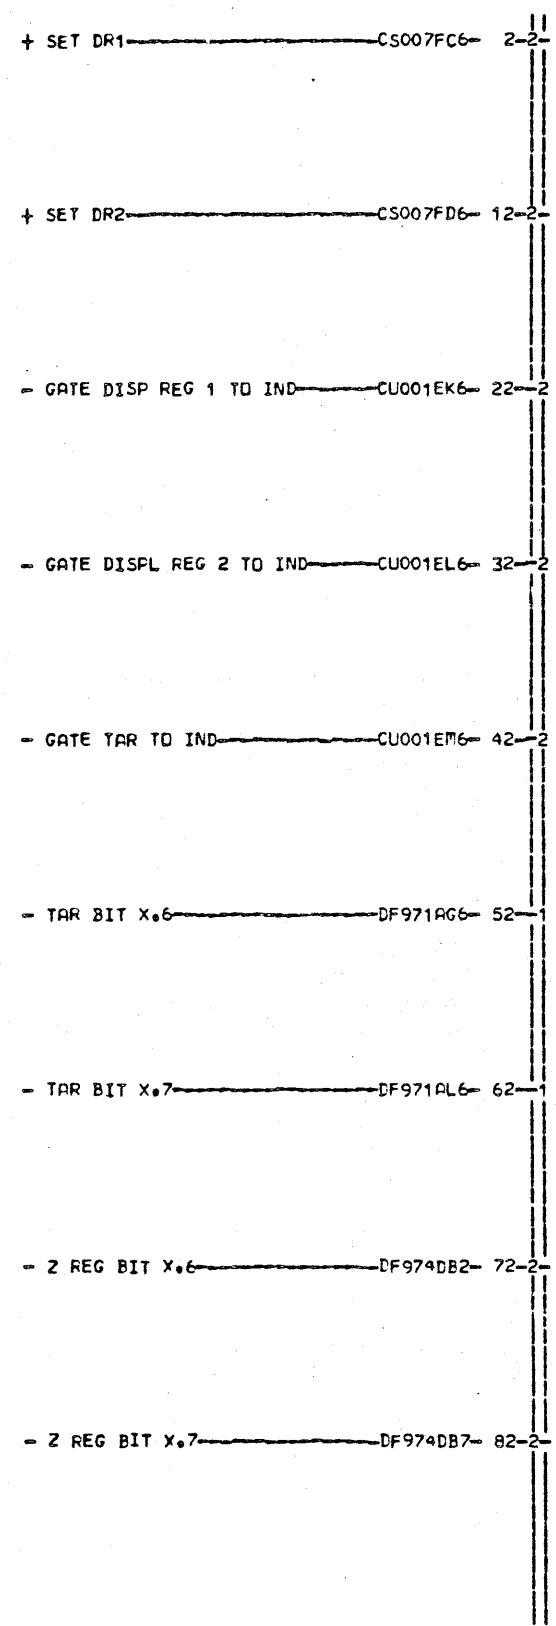 + SET DR1 CS007FC6- 2-2-
+ SET DR2 CS007FD6- 12-2-
- GATE DISP REG 1 TO IND CU001EK6- 22--2
- GATE DISPL REG 2 TO IND CU001EL6- 32--2
- GATE TAR TO IND CU001EM6- 42--2
- TAR BIT X.6 DF971AG6- 52--1
- TAR BIT X.7 DF971AL6- 62--1
- Z REG BIT X.6 DF974DB2- 72-2-
- Z REG BIT X.7 DF974DB7- 82-2-